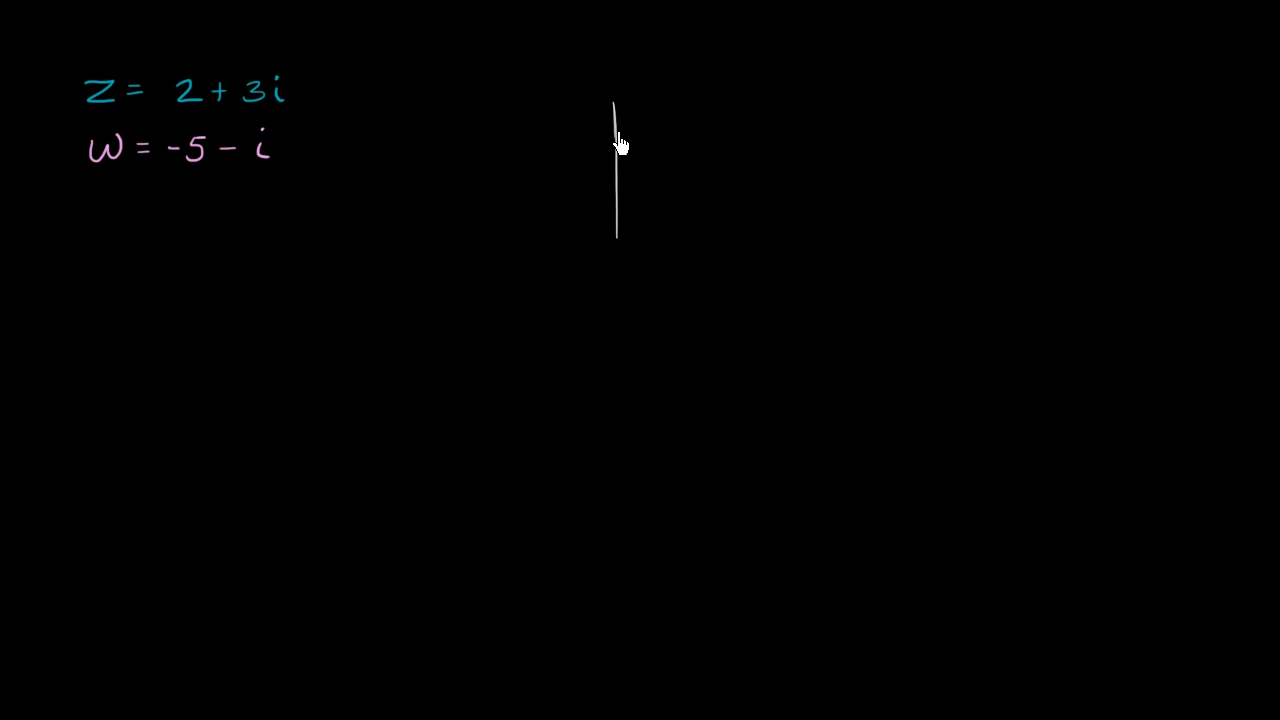 z = 2 + 3i
w = -5 - i